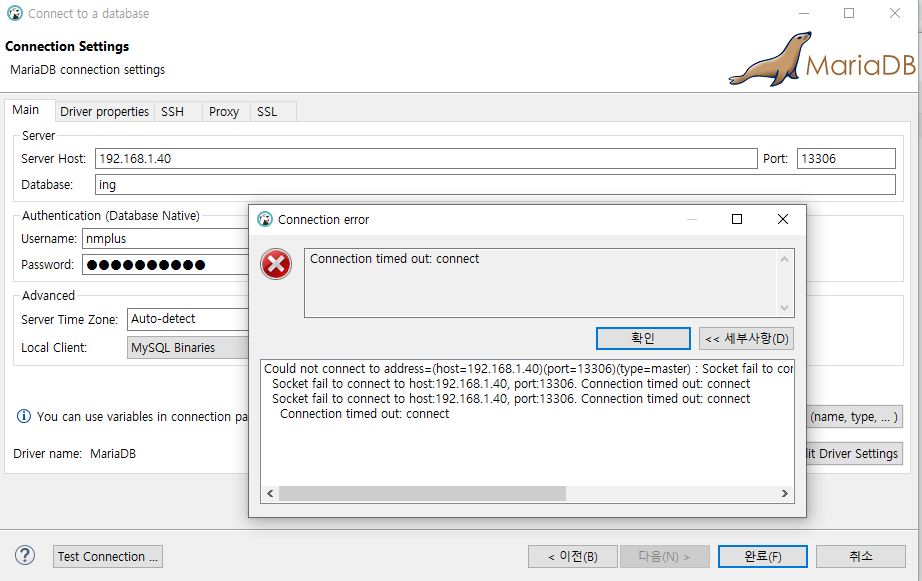 Connect to a database
Connection Settings
MariaDB connection settings
MariaDB
Main Driver properties SSH Proxy SSL
Server
Server Host: 192.168.1.40 Port: 13306
Database: ing
Authentication (Database Native)
Username: nmplus
Password: ●●●●●●●●●●
Advanced
Server Time Zone: Auto-detect
Local Client: MySQL Binaries
You can use variables in connection
(name, type, ... )
Driver name: MariaDB
Driver Settings
Connection error
Connection timed out: connect
확인 << 세부사항(D)
Could not connect to address=(host=192.168.1.40)(port=13306)(type=master) : Socket fail to
Socket fail to connect to host:192.168.1.40, port:13306. Connection timed out: connect
Socket fail to connect to host:192.168.1.40, port:13306. Connection timed out: connect
Connection timed out: connect
? Test Connection ... < 이전(B) 다음(N) > 완료(F) 취소